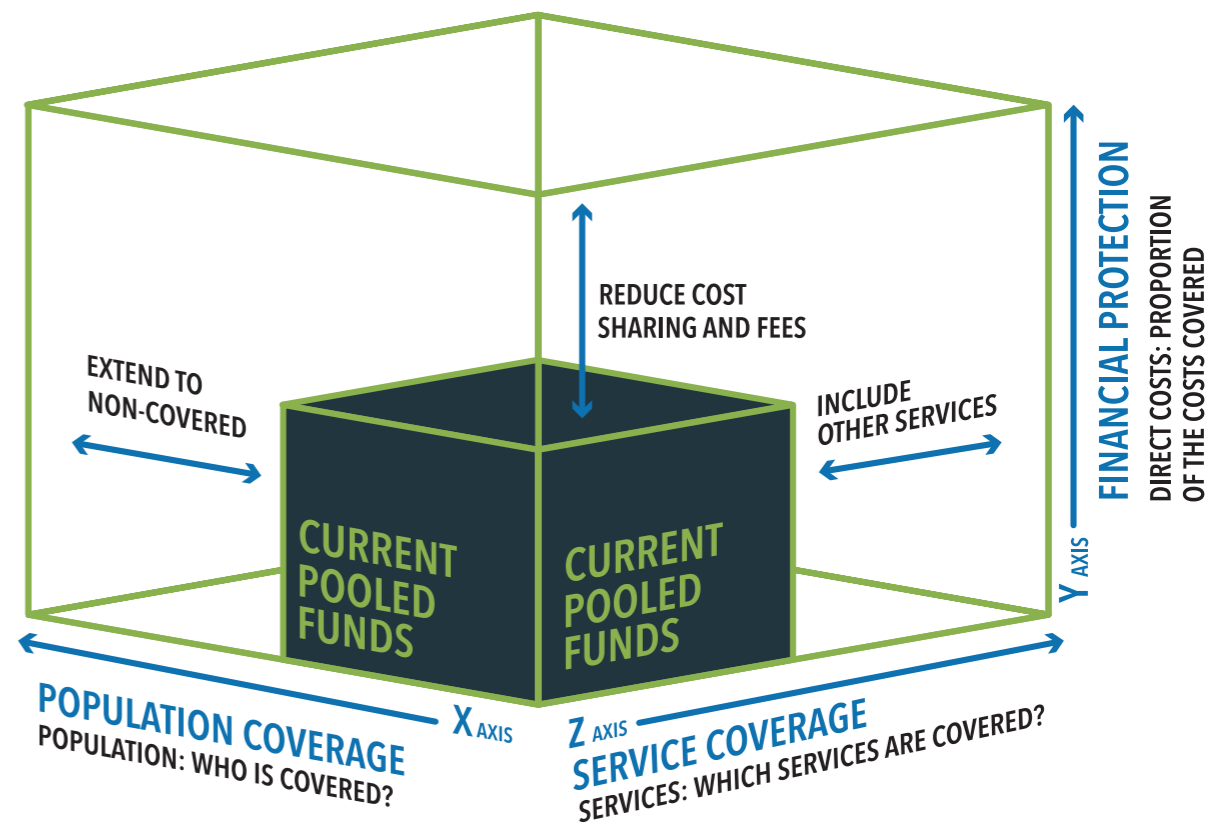 REDUCE COST
SHARING AND FEES
EXTEND TO
NON-COVERED
INCLUDE
OTHER SERVICES
CURRENT
POOLED
FUNDS
CURRENT
POOLED
FUNDS
FINANCIAL PROTECTION
DIRECT COSTS: PROPORTION
OF THE COSTS COVERED
Y AXIS
X AXIS
POPULATION COVERAGE
POPULATION: WHO IS COVERED?
Z AXIS
SERVICE COVERAGE
SERVICES: WHICH SERVICES ARE COVERED?